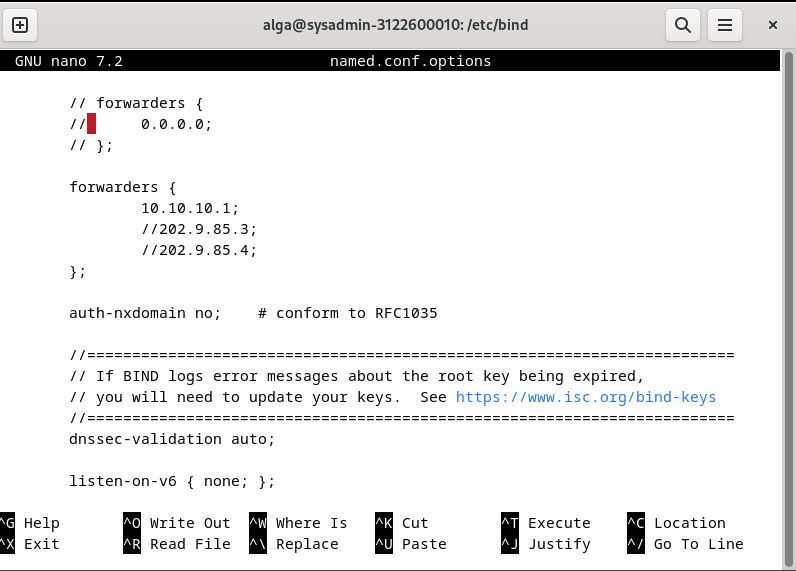 alga@sysadmin-3122600010: /etc/bind
GNU nano 7.2 named.conf.options
// forwarders {
// 0.0.0.0;
// };
forwarders {
10.10.10.1;
//202.9.85.3;
//202.9.85.4;
};
auth-nxdomain no; # conform to RFC1035
//========================================================================
// If BIND logs error messages about the root key being expired,
// you will need to update your keys. See https://www.isc.org/bind-keys
//========================================================================
dnssec-validation auto;
listen-on-v6 { none; };
^G Help ^O Write Out ^W Where Is ^K Cut ^T Execute ^C Location
^X Exit ^R Read File ^\ Replace ^U Paste ^J Justify ^/ Go To Line